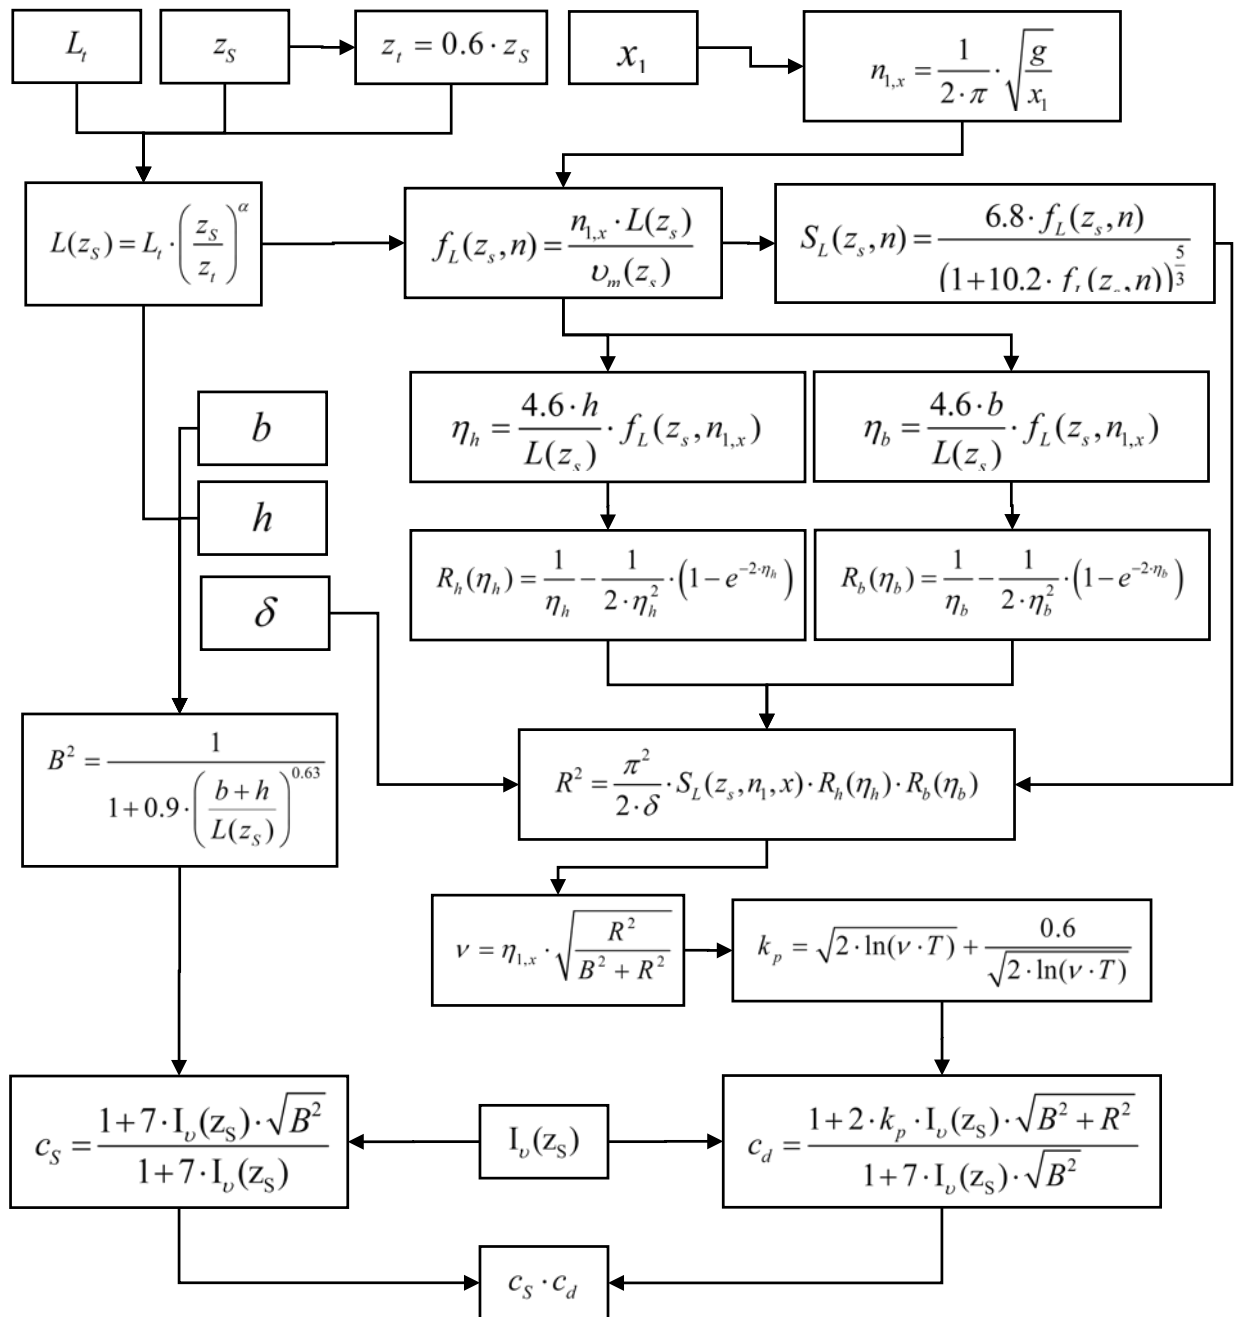 L_t
z_S
z_t = 0.6 · z_S
x_1
n_{1,x} = \frac{1}{2·π} · \sqrt{\frac{g}{x_1}}
L(z_S) = L_t · \left(\frac{z_S}{z_t}\right)^α
f_L(z_s, n) = \frac{n_{1,x} · L(z_s)}{υ_m(z_s)}
S_L(z_s, n) = \frac{6.8 · f_L(z_s, n)}{(1+10.2 · f_L(z_s, n))^{\frac{5}{3}}}
b
η_h = \frac{4.6 · h}{L(z_s)} · f_L(z_s, n_{1,x})
η_b = \frac{4.6 · b}{L(z_s)} · f_L(z_s, n_{1,x})
h
δ
R_h(η_h) = \frac{1}{η_h} − \frac{1}{2·η_h^2} · (1 − e^{−2·η_h})
R_b(η_b) = \frac{1}{η_b} − \frac{1}{2·η_b^2} · (1 − e^{−2·η_b})
B^2 = \frac{1}{1+0.9 · \left(\frac{b+h}{L(z_S)}\right)^{0.63}}
R^2 = \frac{π^2}{2·δ} · S_L(z_s, n_1, x) · R_h(η_h) · R_b(η_b)
ν = η_{1,x} · \sqrt{\frac{R^2}{B^2 + R^2}}
k_p = \sqrt{2·ln(ν·T)} + \frac{0.6}{\sqrt{2·ln(ν·T)}}
c_S = \frac{1+7·I_υ(z_S)·\sqrt{B^2}}{1+7·I_υ(z_S)}
I_υ(z_S)
c_d = \frac{1+2·k_p·I_υ(z_S)·\sqrt{B^2+R^2}}{1+7·I_υ(z_S)·\sqrt{B^2}}
c_S · c_d